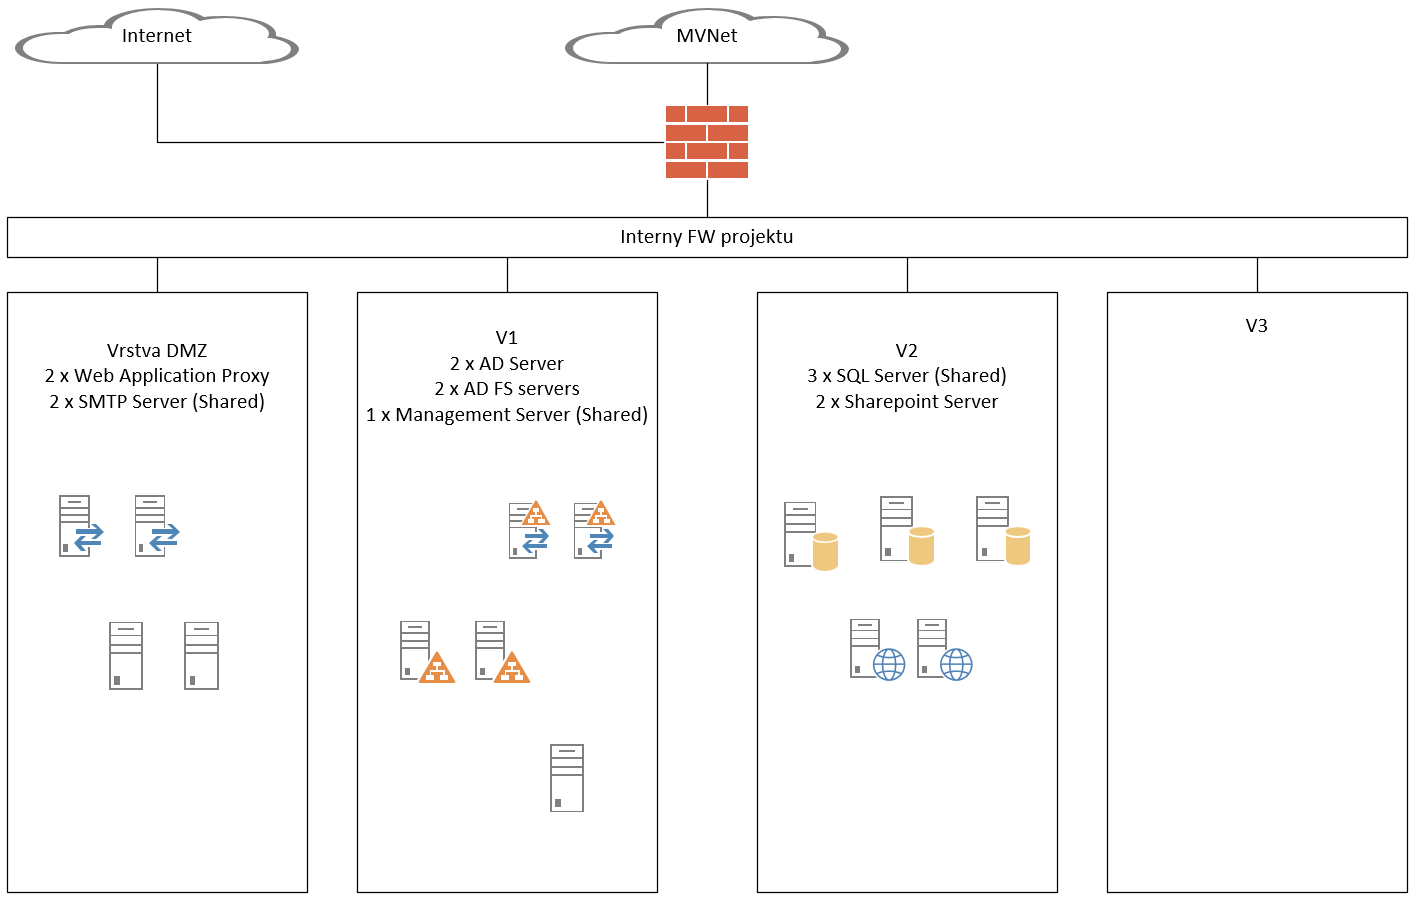 Internet
MVNet
Interny FW projektu
Vrstva DMZ
2 x Web Application Proxy
2 x SMTP Server (Shared)
V1
2 x AD Server
2 x AD FS servers
1 x Management Server (Shared)
V2
3 x SQL Server (Shared)
2 x Sharepoint Server
V3